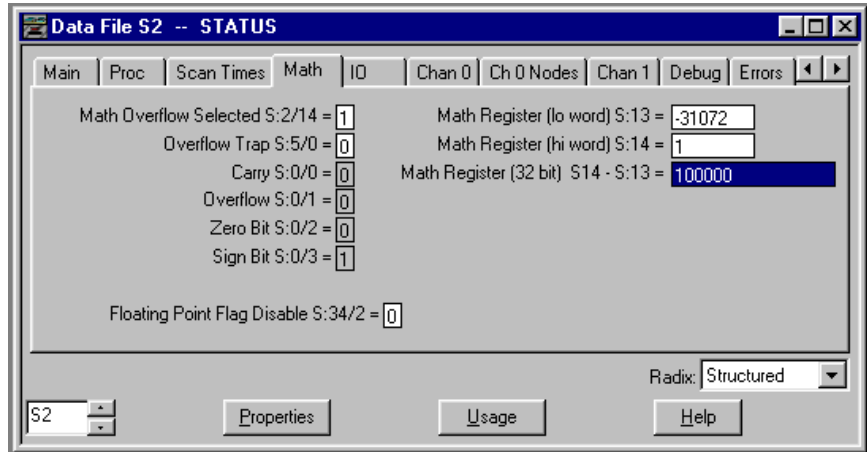 Data File S2 -- STATUS
Main Proc Scan Times Math IO Chan 0 Ch 0 Nodes Chan 1 Debug Errors
Math Overflow Selected S:2/14 = 1
Overflow Trap S:5/0 = 0
Carry S:0/0 = 0
Overflow S:0/1 = 0
Zero Bit S:0/2 = 0
Sign Bit S:0/3 = 1
Floating Point Flag Disable S:34/2 = 0
Math Register (lo word) S:13 = -31072
Math Register (hi word) S:14 = 1
Math Register (32 bit) S14 - S:13 = 100000
Radix: Structured
S2 Properties Usage Help